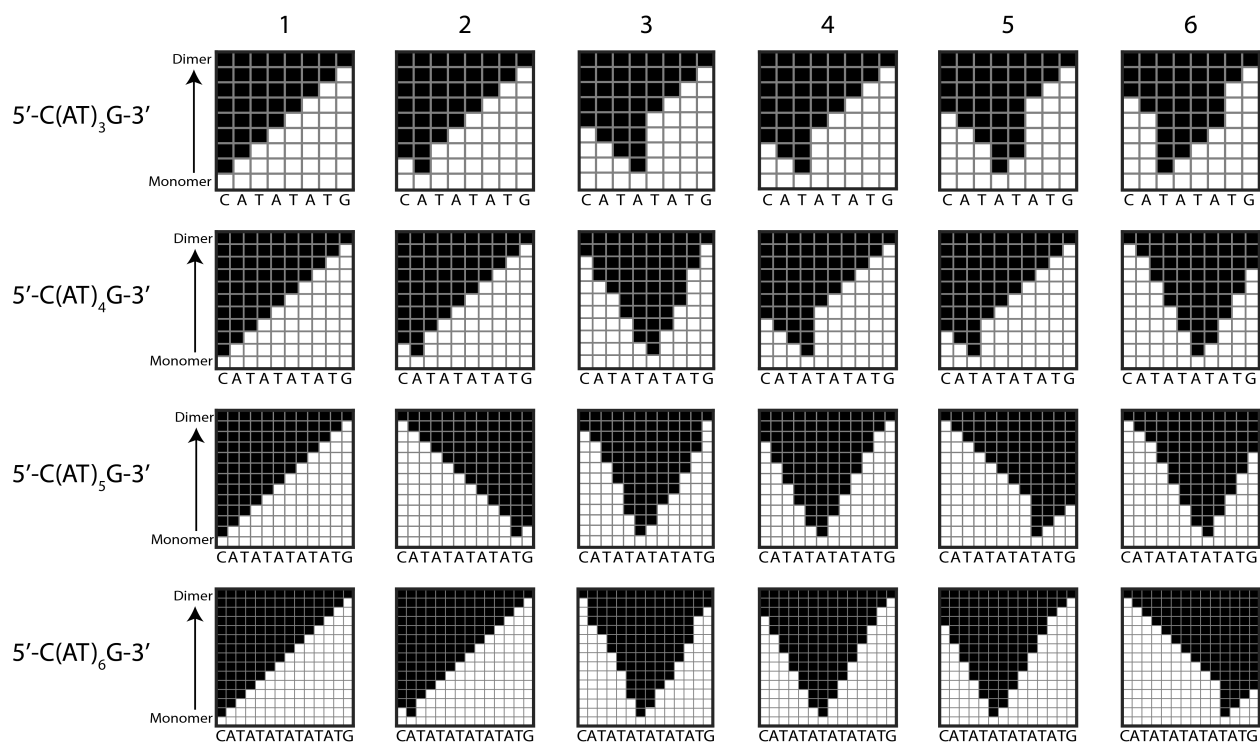 1 2 3 4 5 6
Dimer
5′-C(AT)₃G-3′
Monomer
C A T A T A T G C A T A T A T G C A T A T A T G C A T A T A T G C A T A T A T G C A T A T A T G
Dimer
5′-C(AT)₄G-3′
Monomer
CATATATATG CATATATATG CATATATATG CATATATATG CATATATATG CATATATATG
Dimer
5′-C(AT)₅G-3′
Monomer
CATATATATATG CATATATATATG CATATATATATG CATATATATATG CATATATATATG CATATATATATG
Dimer
5′-C(AT)₆G-3′
Monomer
CATATATATATATG CATATATATATATG CATATATATATATG CATATATATATATG CATATATATATATG CATATATATATATG